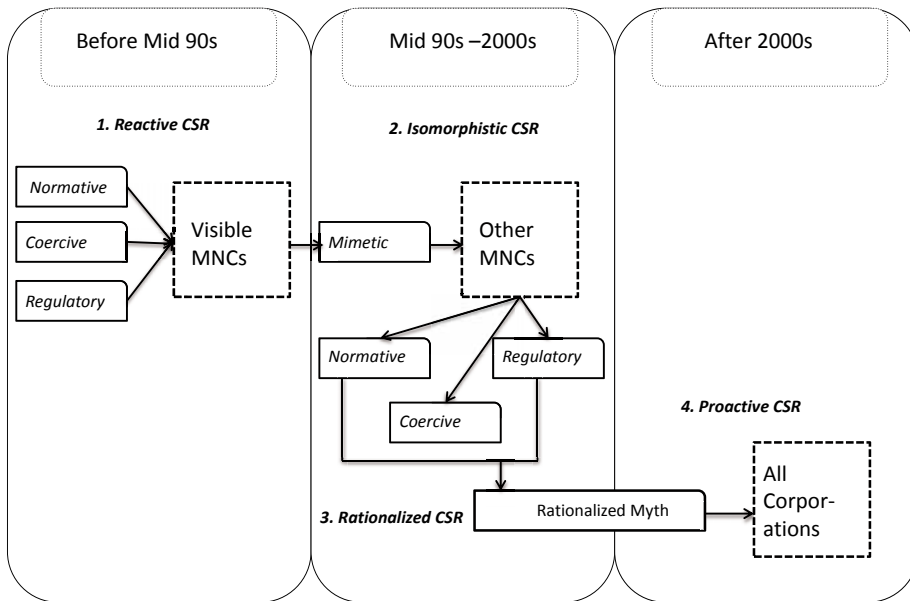 Before Mid 90s
Mid 90s –2000s
After 2000s
1. Reactive CSR
2. Isomorphistic CSR
Normative
Coercive
Regulatory
Visible
MNCs
Mimetic
Other
MNCs
Normative
Regulatory
Coercive
4. Proactive CSR
3. Rationalized CSR
Rationalized Myth
All
Corpor-
ations